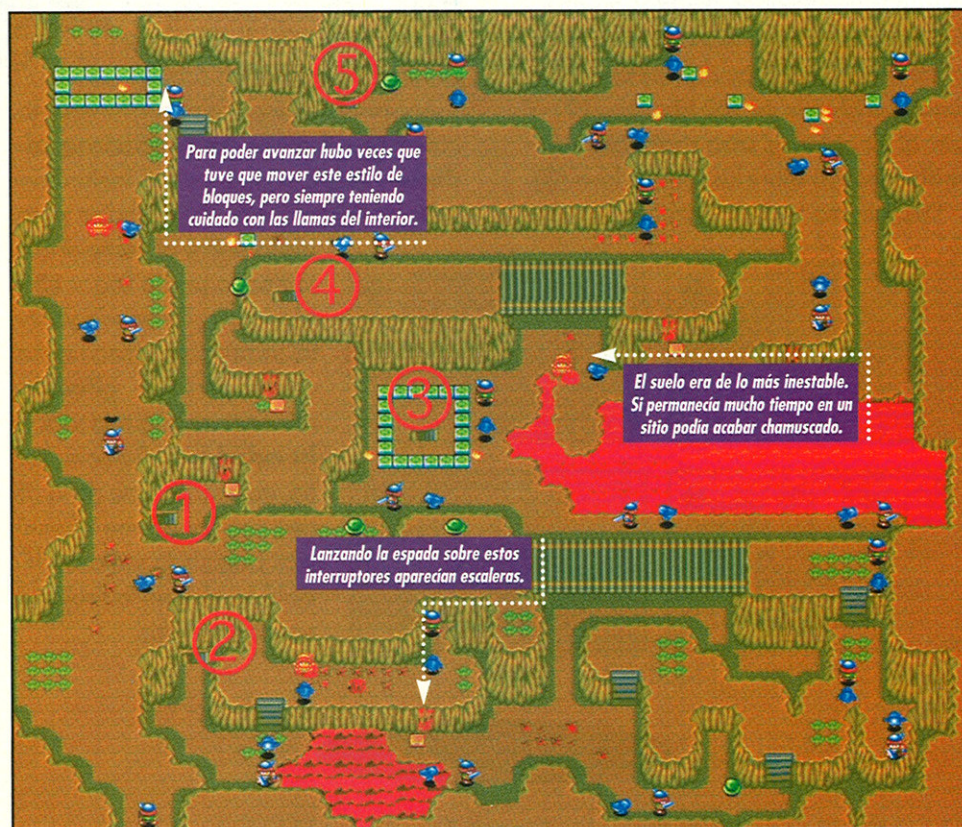 ⑤
Para poder avanzar hubo veces que
tuve que mover este estilo de
bloques, pero siempre teniendo
cuidado con las llamas del interior.
④
El suelo era de lo más inestable.
Si permanecía mucho tiempo en un
sitio podía acabar chamuscado.
③
①
Lanzando la espada sobre estos
interruptores aparecían escaleras.
②